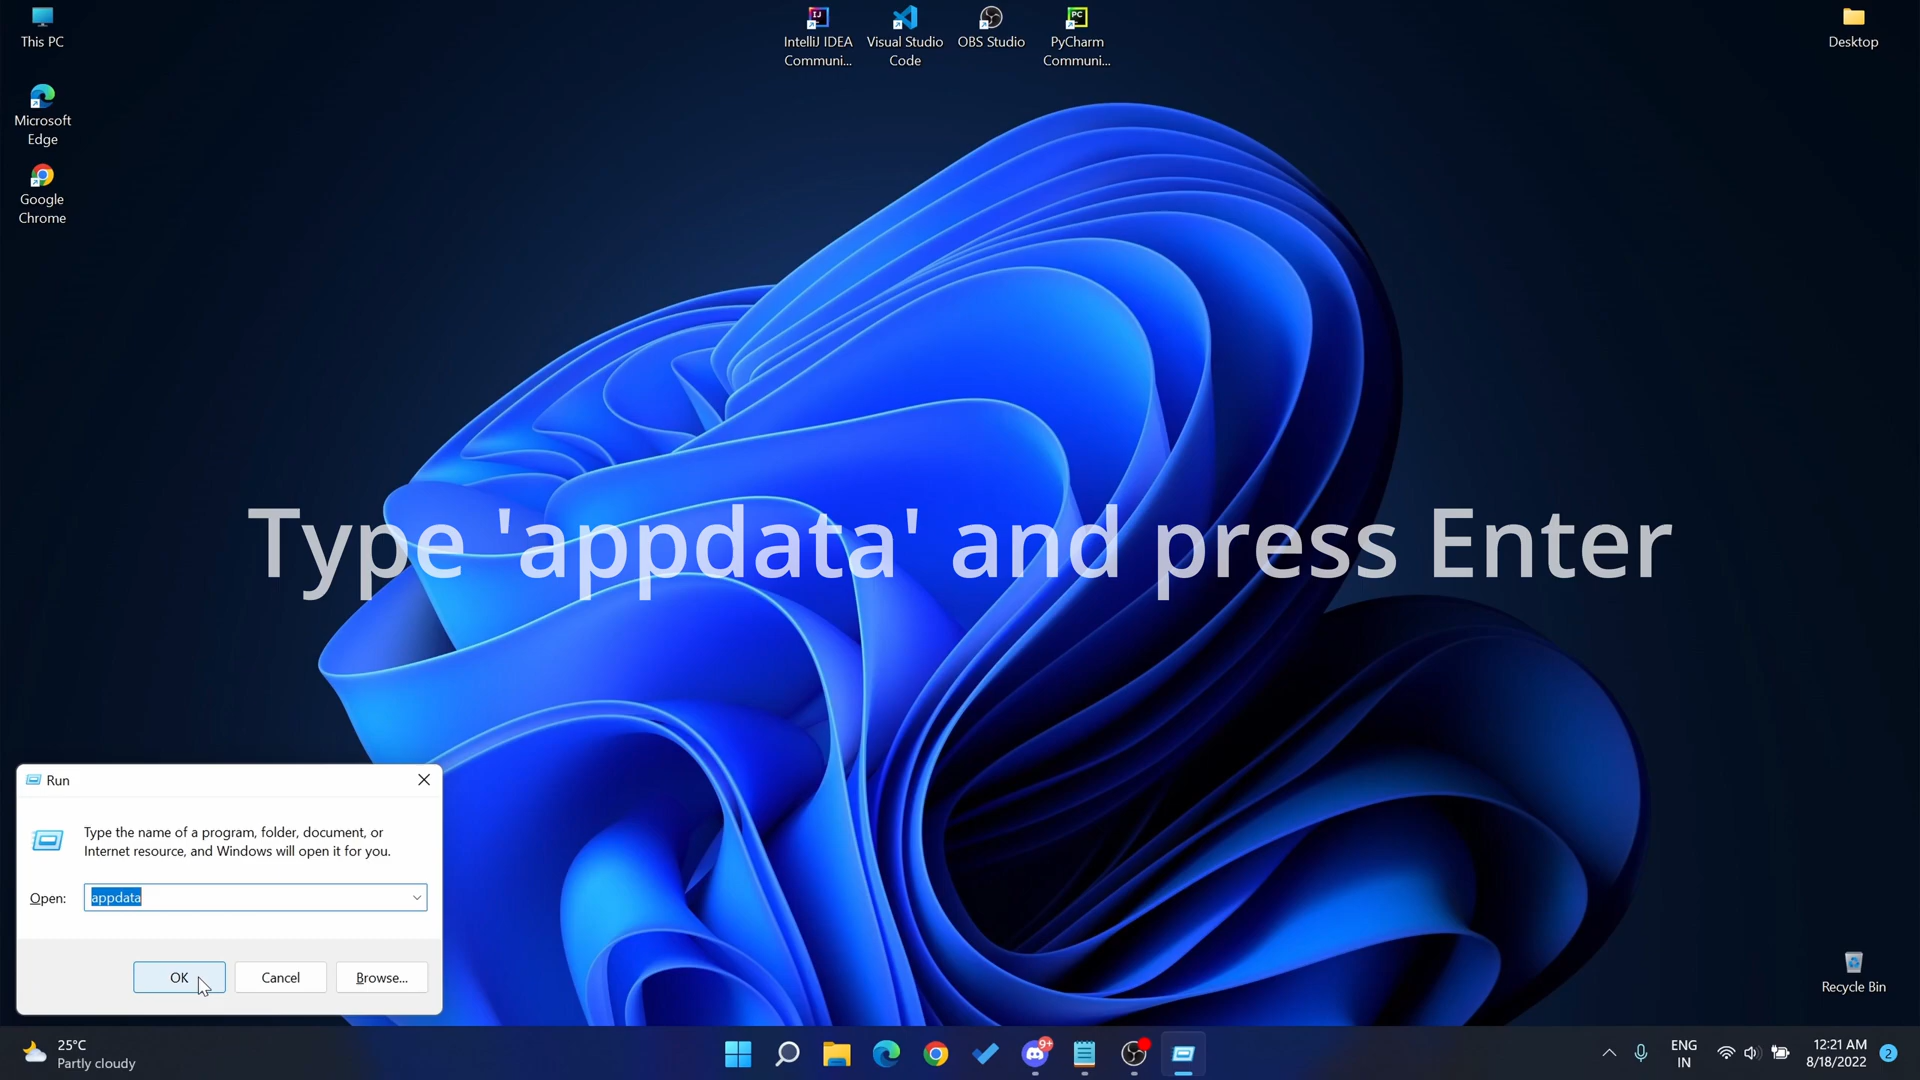 This PC
IntelliJ IDEA
Communi...
Visual Studio
Code
OBS Studio
PyCharm
Communi...
Desktop
Microsoft
Edge
Google
Chrome
Type 'appdata' and press Enter
Run
Type the name of a program, folder, document, or
Internet resource, and Windows will open it for you.
Open:
appdata
OK
Cancel
Browse...
Recycle Bin
25°C
Partly cloudy
9+
ENG
IN
12:21 AM
8/18/2022
2